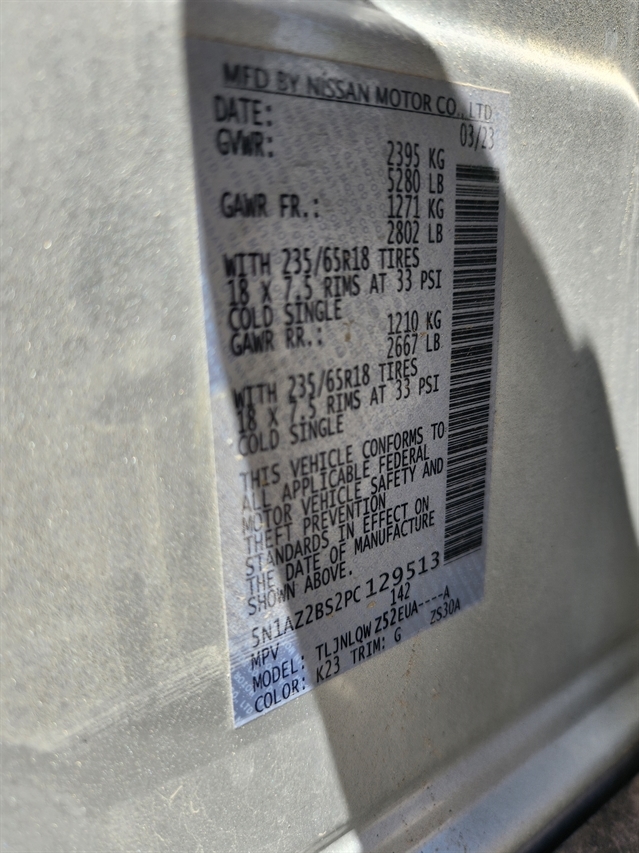 MFD BY NISSAN MOTOR CO., LTD
DATE: 03/23
GVWR: 2395 KG
5280 LB
GAWR FR.: 1271 KG
2802 LB
WITH 235/65R18 TIRES
18 X 7.5 RIMS AT 33 PSI
COLD SINGLE
GAWR RR.: 1210 KG
2667 LB
WITH 235/65R18 TIRES
18 X 7.5 RIMS AT 33 PSI
COLD SINGLE
THIS VEHICLE CONFORMS TO
ALL APPLICABLE FEDERAL
MOTOR VEHICLE SAFETY AND
THEFT PREVENTION
STANDARDS IN EFFECT ON
THE DATE OF MANUFACTURE
SHOWN ABOVE.
5N1AZ2BS2PC129513
MPV 142
MODEL: TLJNLQWZ52EUA----A
COLOR: K23 TRIM: G ZS30A